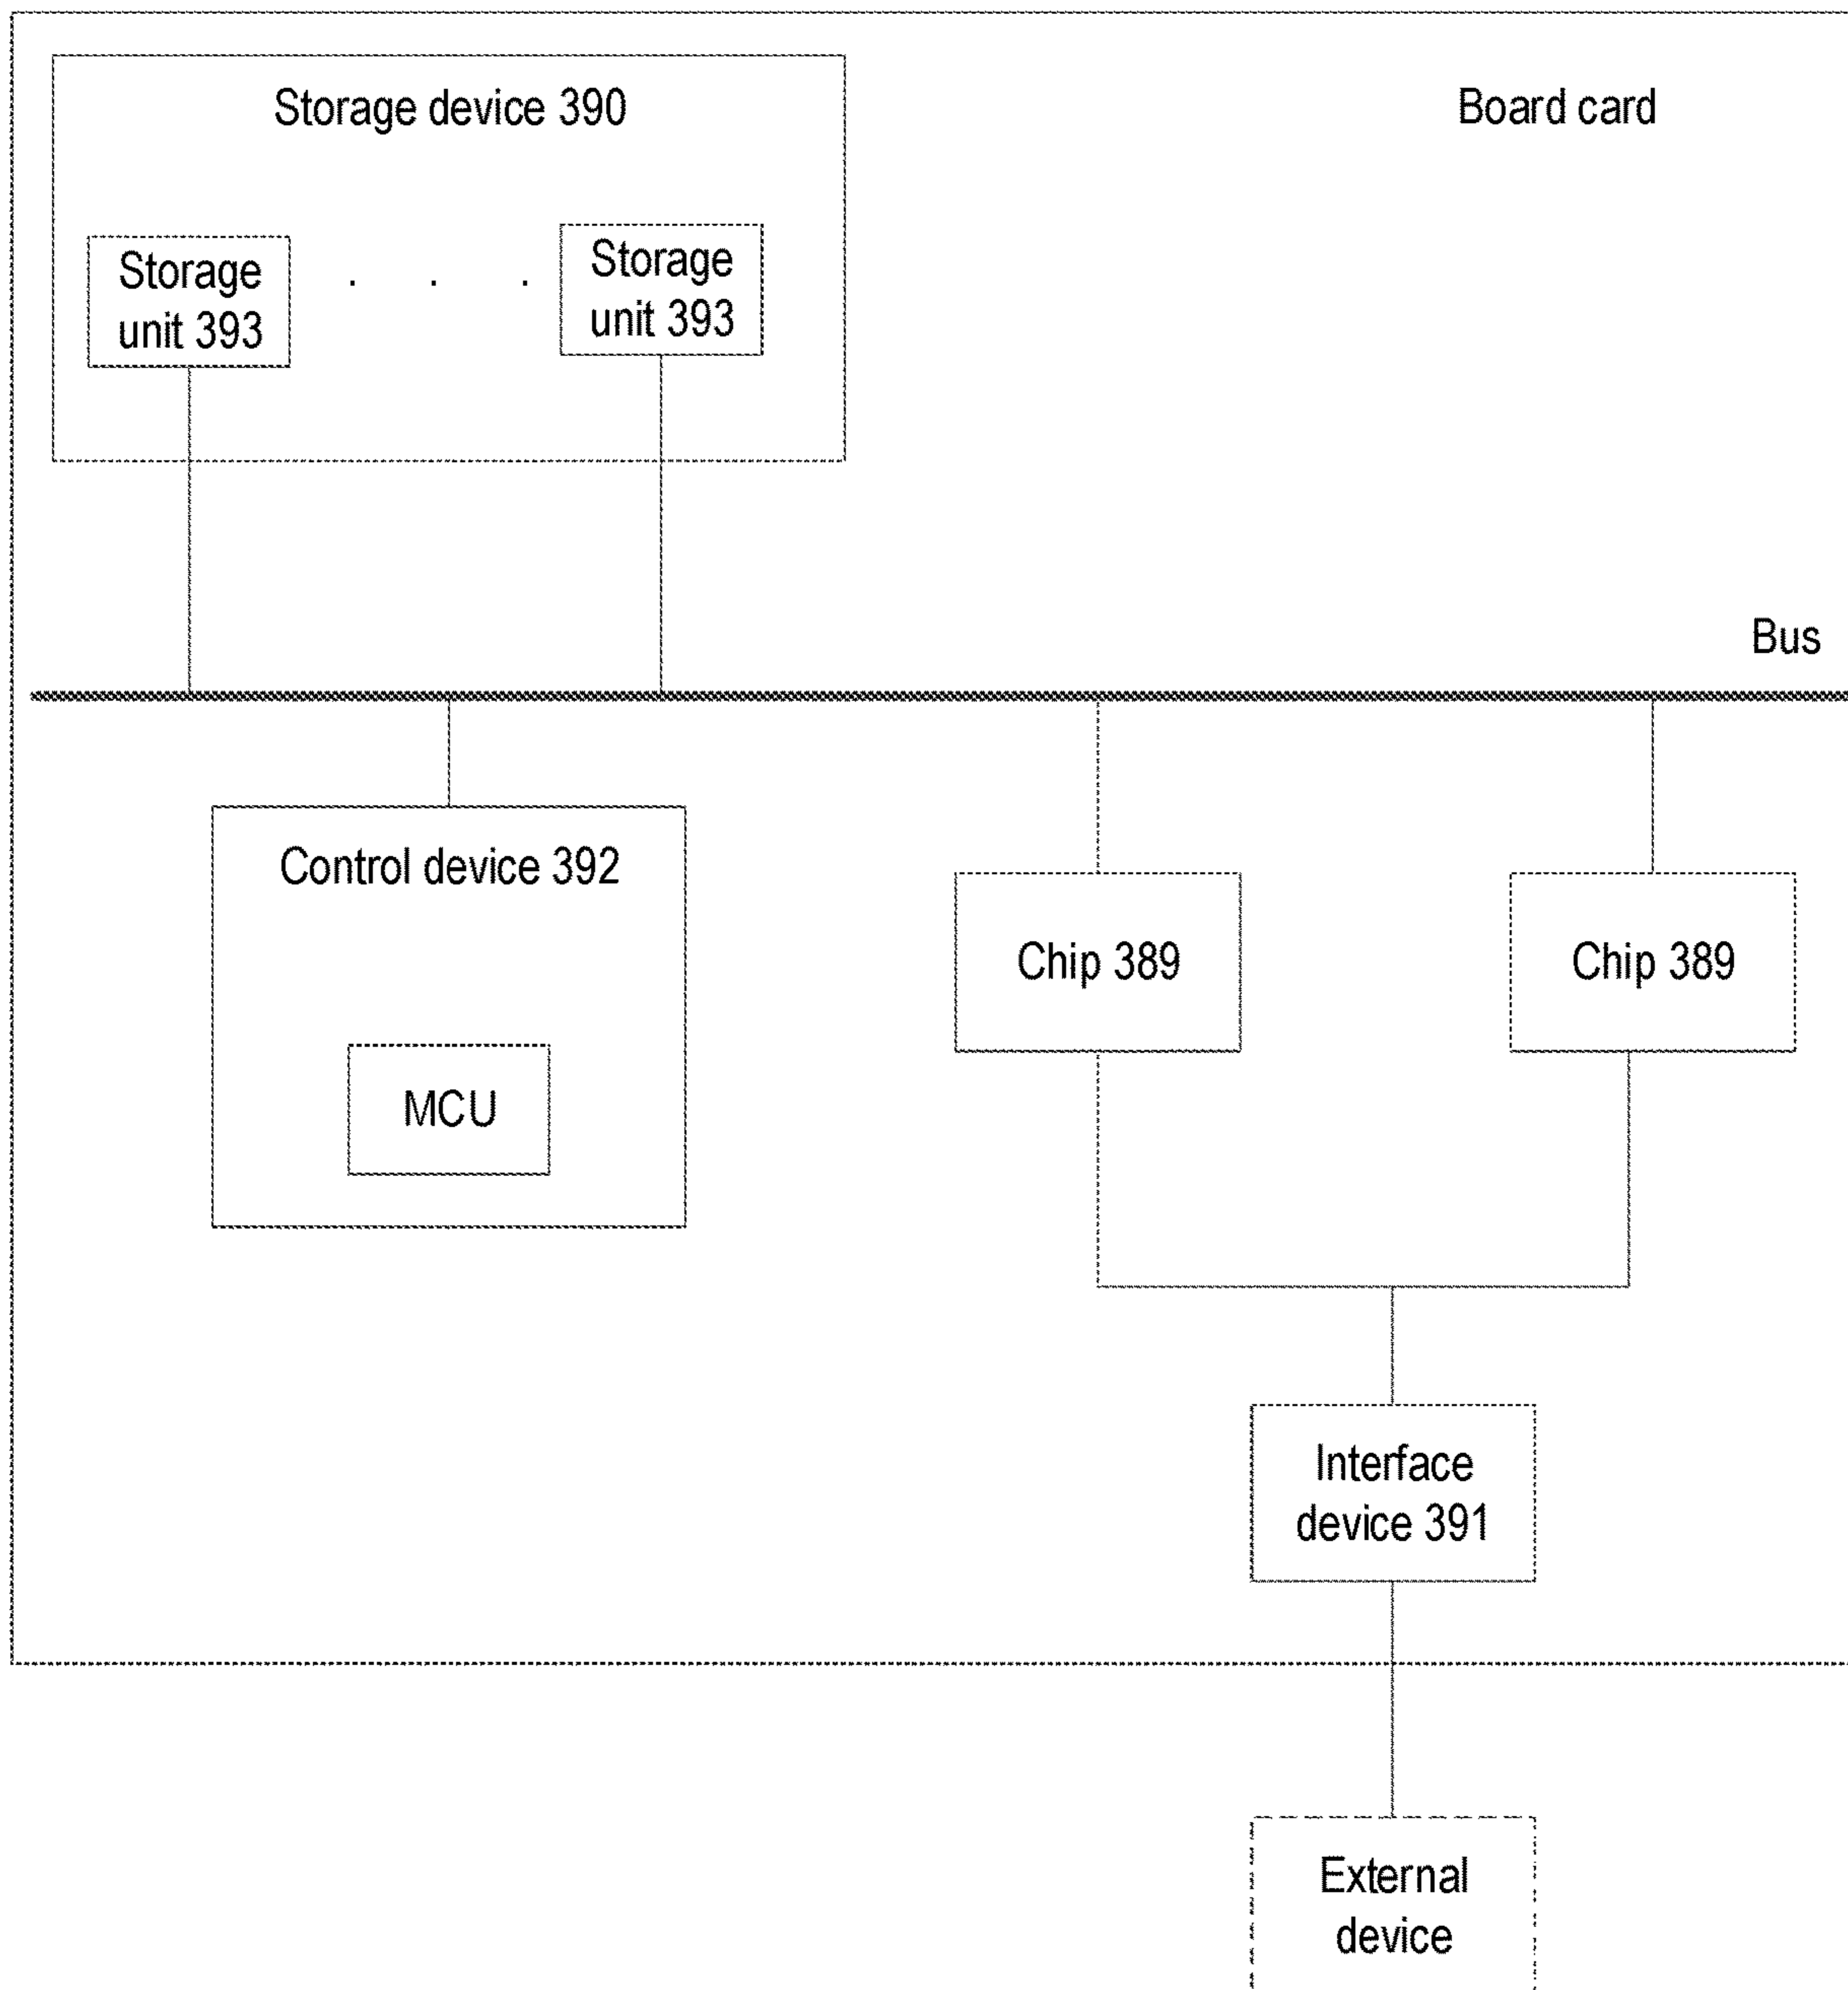 Storage device 390
Board card
Storage
unit 393
. . .
Storage
unit 393
Bus
Control device 392
MCU
Chip 389
Chip 389
Interface
device 391
External
device